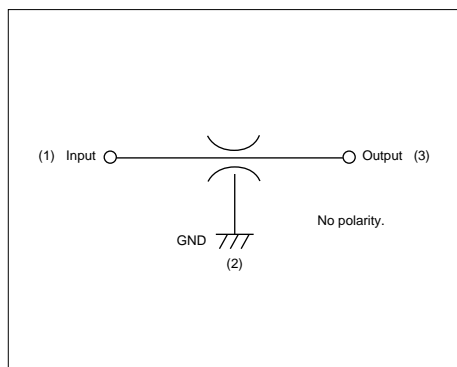 (1) Input Output (3)
No polarity.
GND
(2)